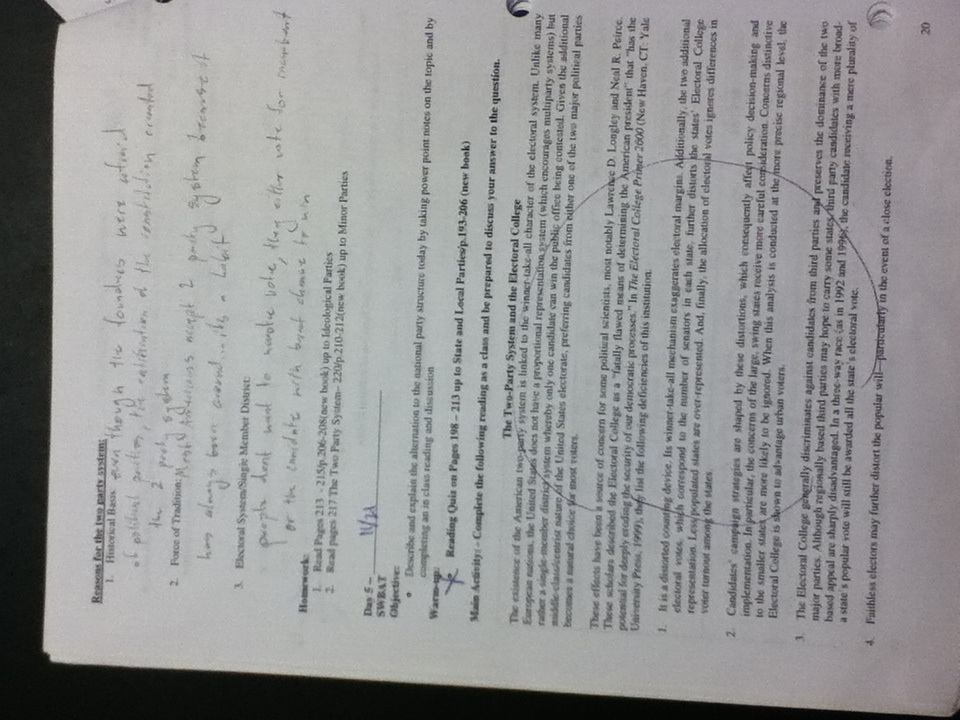 Reasons for the two party system:
1. Historical Basis: even though the founders were afraid
of political parties, the ratification of the constitution created
the 2 party system
2. Force of Tradition: Most Americans accept 2 party system because it
has always been around...its a habit
3. Electoral System/Single Member District:
people dont want to waste vote, they either vote for incumbent
or the canidate with best chance to win
Homework:
1. Read Pages 213 - 215/p.206-208(new book) up to Ideological Parties
2. Read pages 217 The Two Party System– 220/p.210-212(new book) up to Minor Parties
Day 5 –
SWBAT
Objective:
• Describe and explain the alternation to the national party structure today by taking power point notes on the topic and by
completing an in class reading and discussion
Warm-up:
Reading Quiz on Pages 198 – 213 up to State and Local Parties/p.193-206 (new book)
Main Activity: - Complete the following reading as a class and be prepared to discuss your answer to the question.
The Two-Party System and the Electoral College
The existence of the American two-party system is linked to the winner-take-all character of the electoral system. Unlike many
European nations, the United States does not have a proportional representation system (which encourages multiparty systems) but
rather a single-member district system whereby only one candidate can win the public office being contested. Given the additional
middle-class/centrist nature of the United States electorate, preferring candidates from either one of the two major political parties
becomes a natural choice for most voters.
These effects have been a source of concern for some political scientists, most notably Lawrence D. Longley and Neal R. Peirce.
These scholars described the Electoral College as a "fatally flawed means of determining the American president" that "has the
potential for deeply eroding the security of our democratic processes." In The Electoral College Primer 2000 (New Haven, CT: Yale
University Press, 1999), they list the following deficiencies of this institution:
1. It is a distorted counting device. Its winner-take-all mechanism exaggerates electoral margins. Additionally, the two additional
electoral votes, which correspond to the number of senators in each state, further distorts the states' Electoral College
representation. Less populated states are over-represented. And, finally, the allocation of electoral votes ignores differences in
voter turnout among the states.
2. Candidates' campaign strategies are shaped by these distortions, which consequently affect policy decision-making and
implementation. In particular, the concerns of the large, swing states receive more careful consideration. Concerns distinctive
to the smaller states are more likely to be ignored. When this analysis is conducted at the more precise regional level, the
Electoral College is shown to advantage urban voters.
3. The Electoral College generally discriminates against candidates from third parties and preserves the dominance of the two
major parties. Although regionally based third parties may hope to carry some states, third party candidates with more broad-
based appeal are sharply disadvantaged. In a three-way race (as in 1992 and 1996), the candidate receiving a mere plurality of
a state's popular vote will still be awarded all the state's electoral vote.
4. Faithless electors may further distort the popular will—particularly in the event of a close election.
20